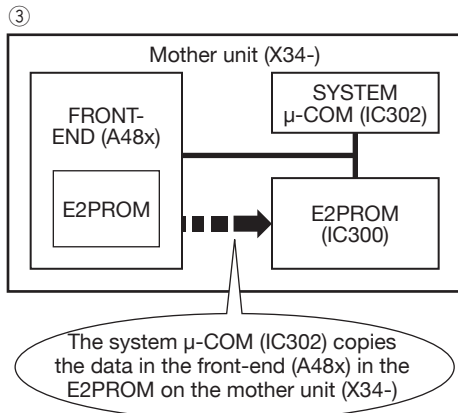 ③
Mother unit (X34-)
FRONT-
END (A48x)
E2PROM
SYSTEM
µ-COM (IC302)
E2PROM
(IC300)
The system µ-COM (IC302) copies
the data in the front-end (A48x) in the
E2PROM on the mother unit (X34-)